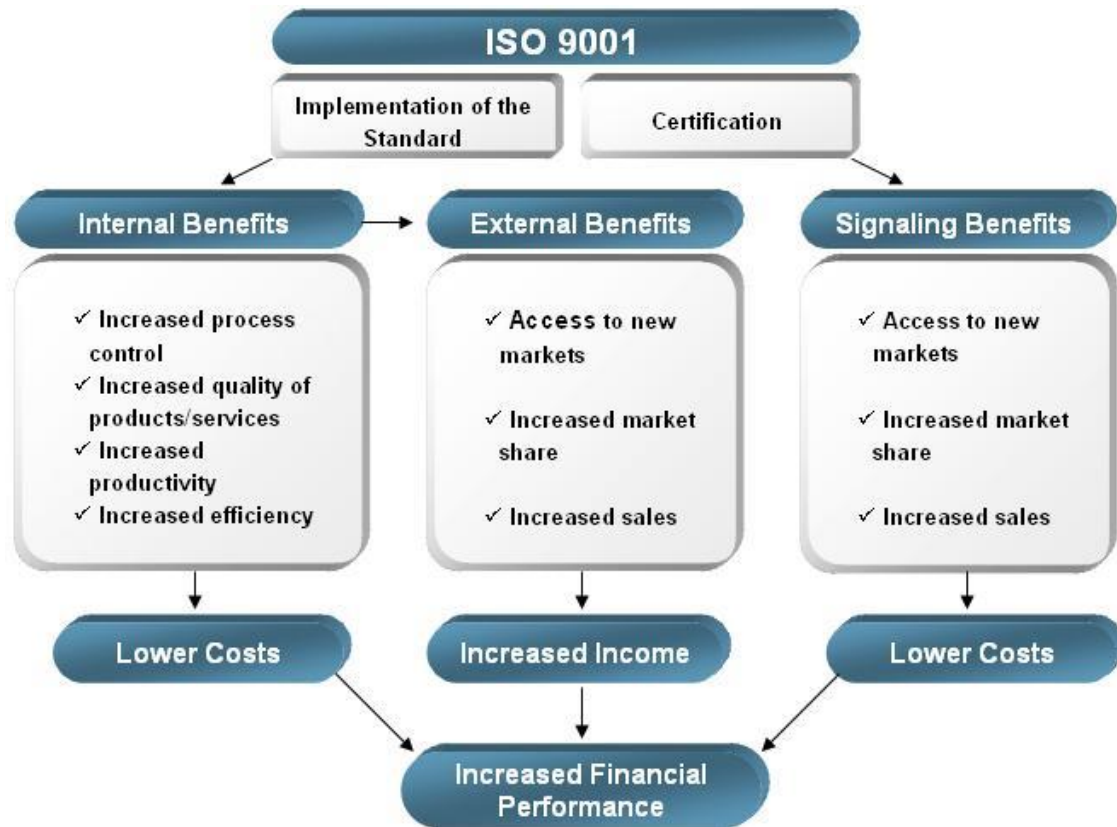 ISO 9001
Implementation of the
Standard
Certification
Internal Benefits
External Benefits
Signaling Benefits
✓ Increased process
control
✓ Increased quality of
products/services
✓ Increased
productivity
✓ Increased efficiency
✓ Access to new
markets
✓ Increased market
share
✓ Increased sales
✓ Access to new
markets
✓ Increased market
share
✓ Increased sales
Lower Costs
Increased Income
Lower Costs
Increased Financial
Performance